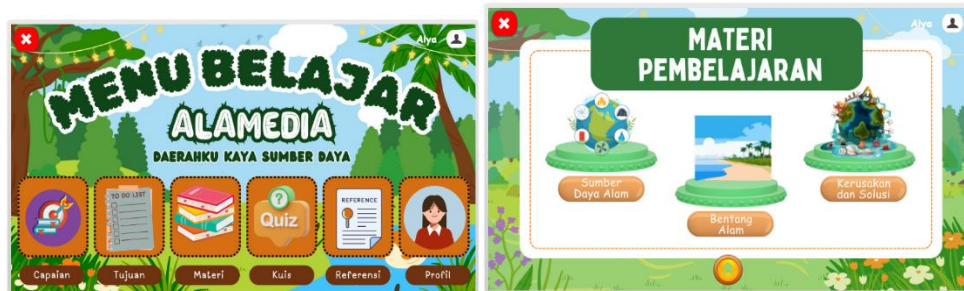 Alya
MENU BELAJAR
ALAMEDIA
DAERAHKU KAYA SUMBER DAYA
TO DO LIST
?
Quiz
REFERENCE
Capaian
Tujuan
Materi
Kuis
Referensi
Profil
Alya
MATERI
PEMBELAJARAN
Sumber
Daya Alam
Bentang
Alam
Kerusakan
dan Solusi